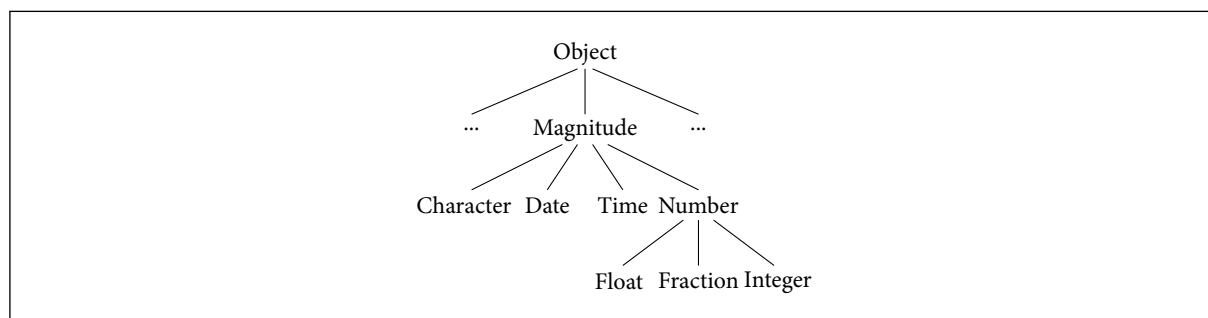 Object
... Magnitude ...
Character Date Time Number
Float Fraction Integer